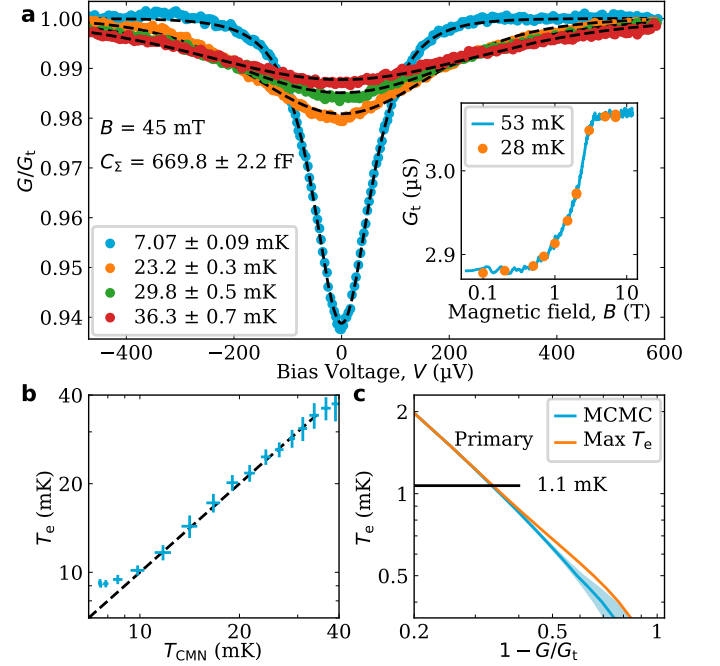 a
1.00
0.99
0.98
0.97
0.96
0.95
0.94
G/Gt
B = 45 mT
CΣ = 669.8 ± 2.2 fF
7.07 ± 0.09 mK
23.2 ± 0.3 mK
29.8 ± 0.5 mK
36.3 ± 0.7 mK
53 mK
28 mK
3.0
2.9
Gt (µS)
0.1
1
10
Magnetic field, B (T)
−400 −200 0 200 400 600
Bias Voltage, V (µV)
b
40
20
10
Te (mK)
10 20 40
TCMN (mK)
c
2
1
0.5
Te (mK)
MCMC
Max Te
Primary
1.1 mK
0.2 0.5 1
1 − G/Gt